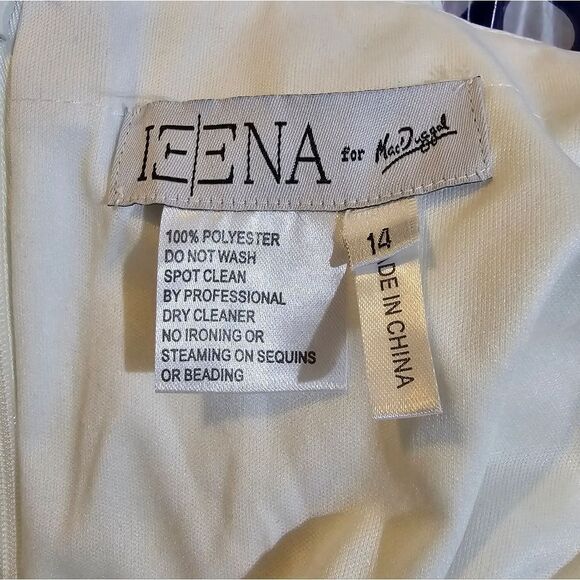 IEENA for Mac Duggal
14
100% POLYESTER
DO NOT WASH
SPOT CLEAN
BY PROFESSIONAL
DRY CLEANER
NO IRONING OR
STEAMING ON SEQUINS
OR BEADING
ADE IN CHINA